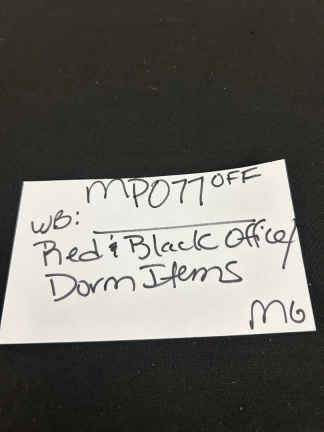 MP077OFF
WB:
Red & Black Office/
Dorm Items
MG